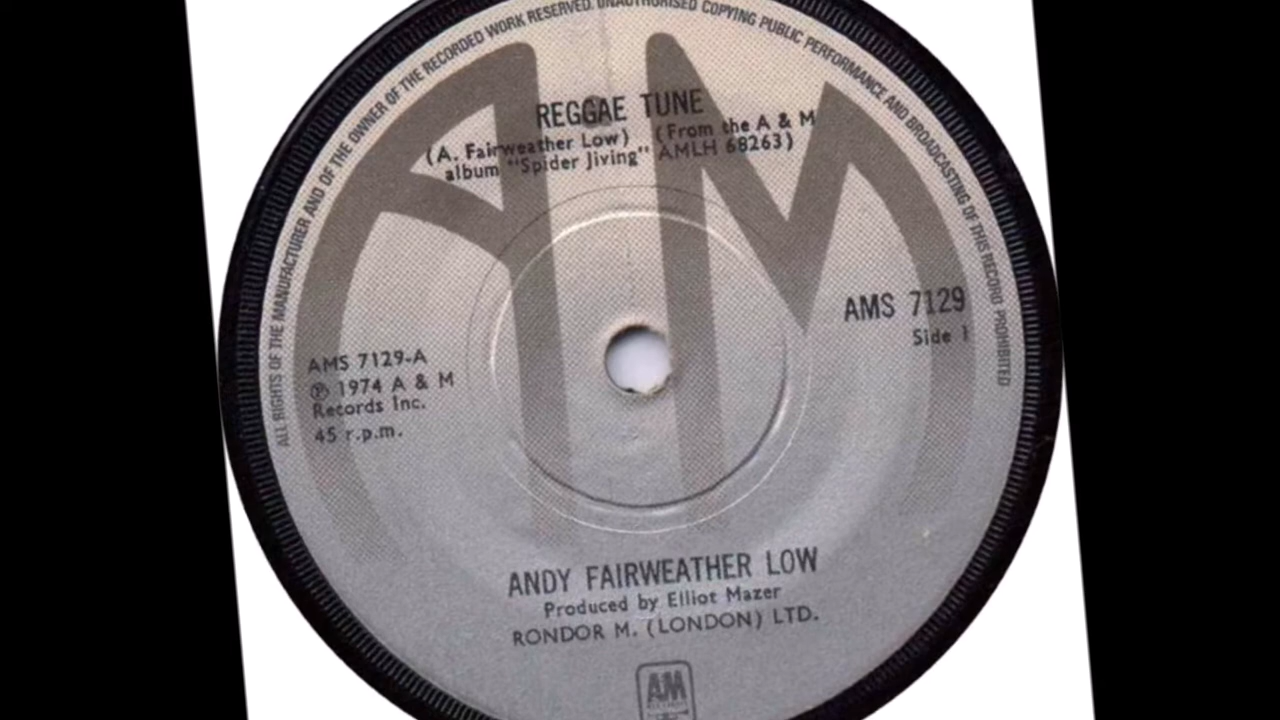 ALL RIGHTS OF THE MANUFACTURER AND OF THE OWNER OF THE RECORDED WORK RESERVED. UNAUTHORISED COPYING PUBLIC PERFORMANCE AND BROADCASTING OF THIS RECORD PROHIBITED
REGGAE TUNE
(A. Fairweather Low) (From the A & M
album "Spider Jiving" AMLH 68263)
AMS 7129
Side 1
AMS 7129-A
Ⓟ 1974 A & M
Records Inc.
45 r.p.m.
ANDY FAIRWEATHER LOW
Produced by Elliot Mazer
RONDOR M. (LONDON) LTD.
AM